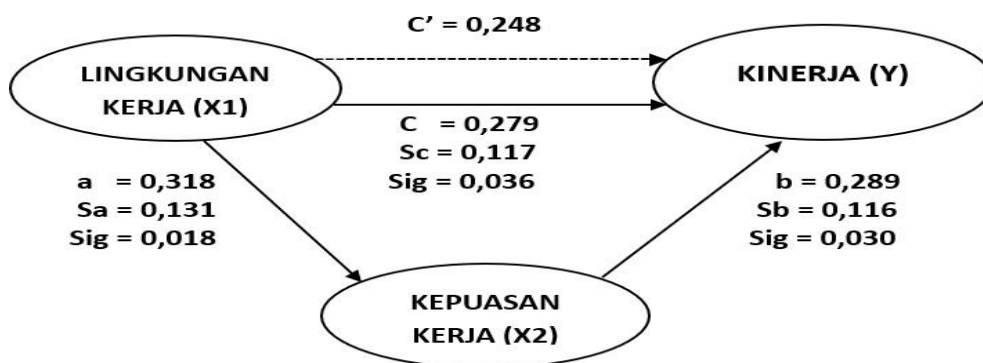 C’ = 0,248
LINGKUNGAN
KERJA (X1)
KINERJA (Y)
C = 0,279
Sc = 0,117
Sig = 0,036
a = 0,318
Sa = 0,131
Sig = 0,018
b = 0,289
Sb = 0,116
Sig = 0,030
KEPUASAN
KERJA (X2)